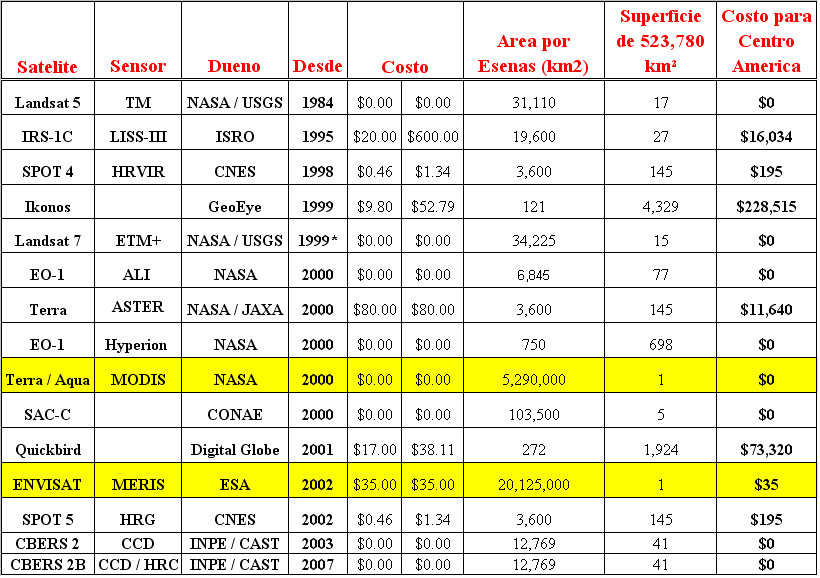 Satelite Sensor Dueno Desde Costo Area por Esenas (km2) Superficie de 523,780 km² Costo para Centro America
Landsat 5 TM NASA / USGS 1984 $0.00 $0.00 31,110 17 $0
IRS-1C LISS-III ISRO 1995 $20.00 $600.00 19,600 27 $16,034
SPOT 4 HRVIR CNES 1998 $0.46 $1.34 3,600 145 $195
Ikonos GeoEye 1999 $9.80 $52.79 121 4,329 $228,515
Landsat 7 ETM+ NASA / USGS 1999* $0.00 $0.00 34,225 15 $0
EO-1 ALI NASA 2000 $0.00 $0.00 6,845 77 $0
Terra ASTER NASA / JAXA 2000 $80.00 $80.00 3,600 145 $11,640
EO-1 Hyperion NASA 2000 $0.00 $0.00 750 698 $0
Terra / Aqua MODIS NASA 2000 $0.00 $0.00 5,290,000 1 $0
SAC-C CONAE 2000 $0.00 $0.00 103,500 5 $0
Quickbird Digital Globe 2001 $17.00 $38.11 272 1,924 $73,320
ENVISAT MERIS ESA 2002 $35.00 $35.00 20,125,000 1 $35
SPOT 5 HRG CNES 2002 $0.46 $1.34 3,600 145 $195
CBERS 2 CCD INPE / CAST 2003 $0.00 $0.00 12,769 41 $0
CBERS 2B CCD / HRC INPE / CAST 2007 $0.00 $0.00 12,769 41 $0